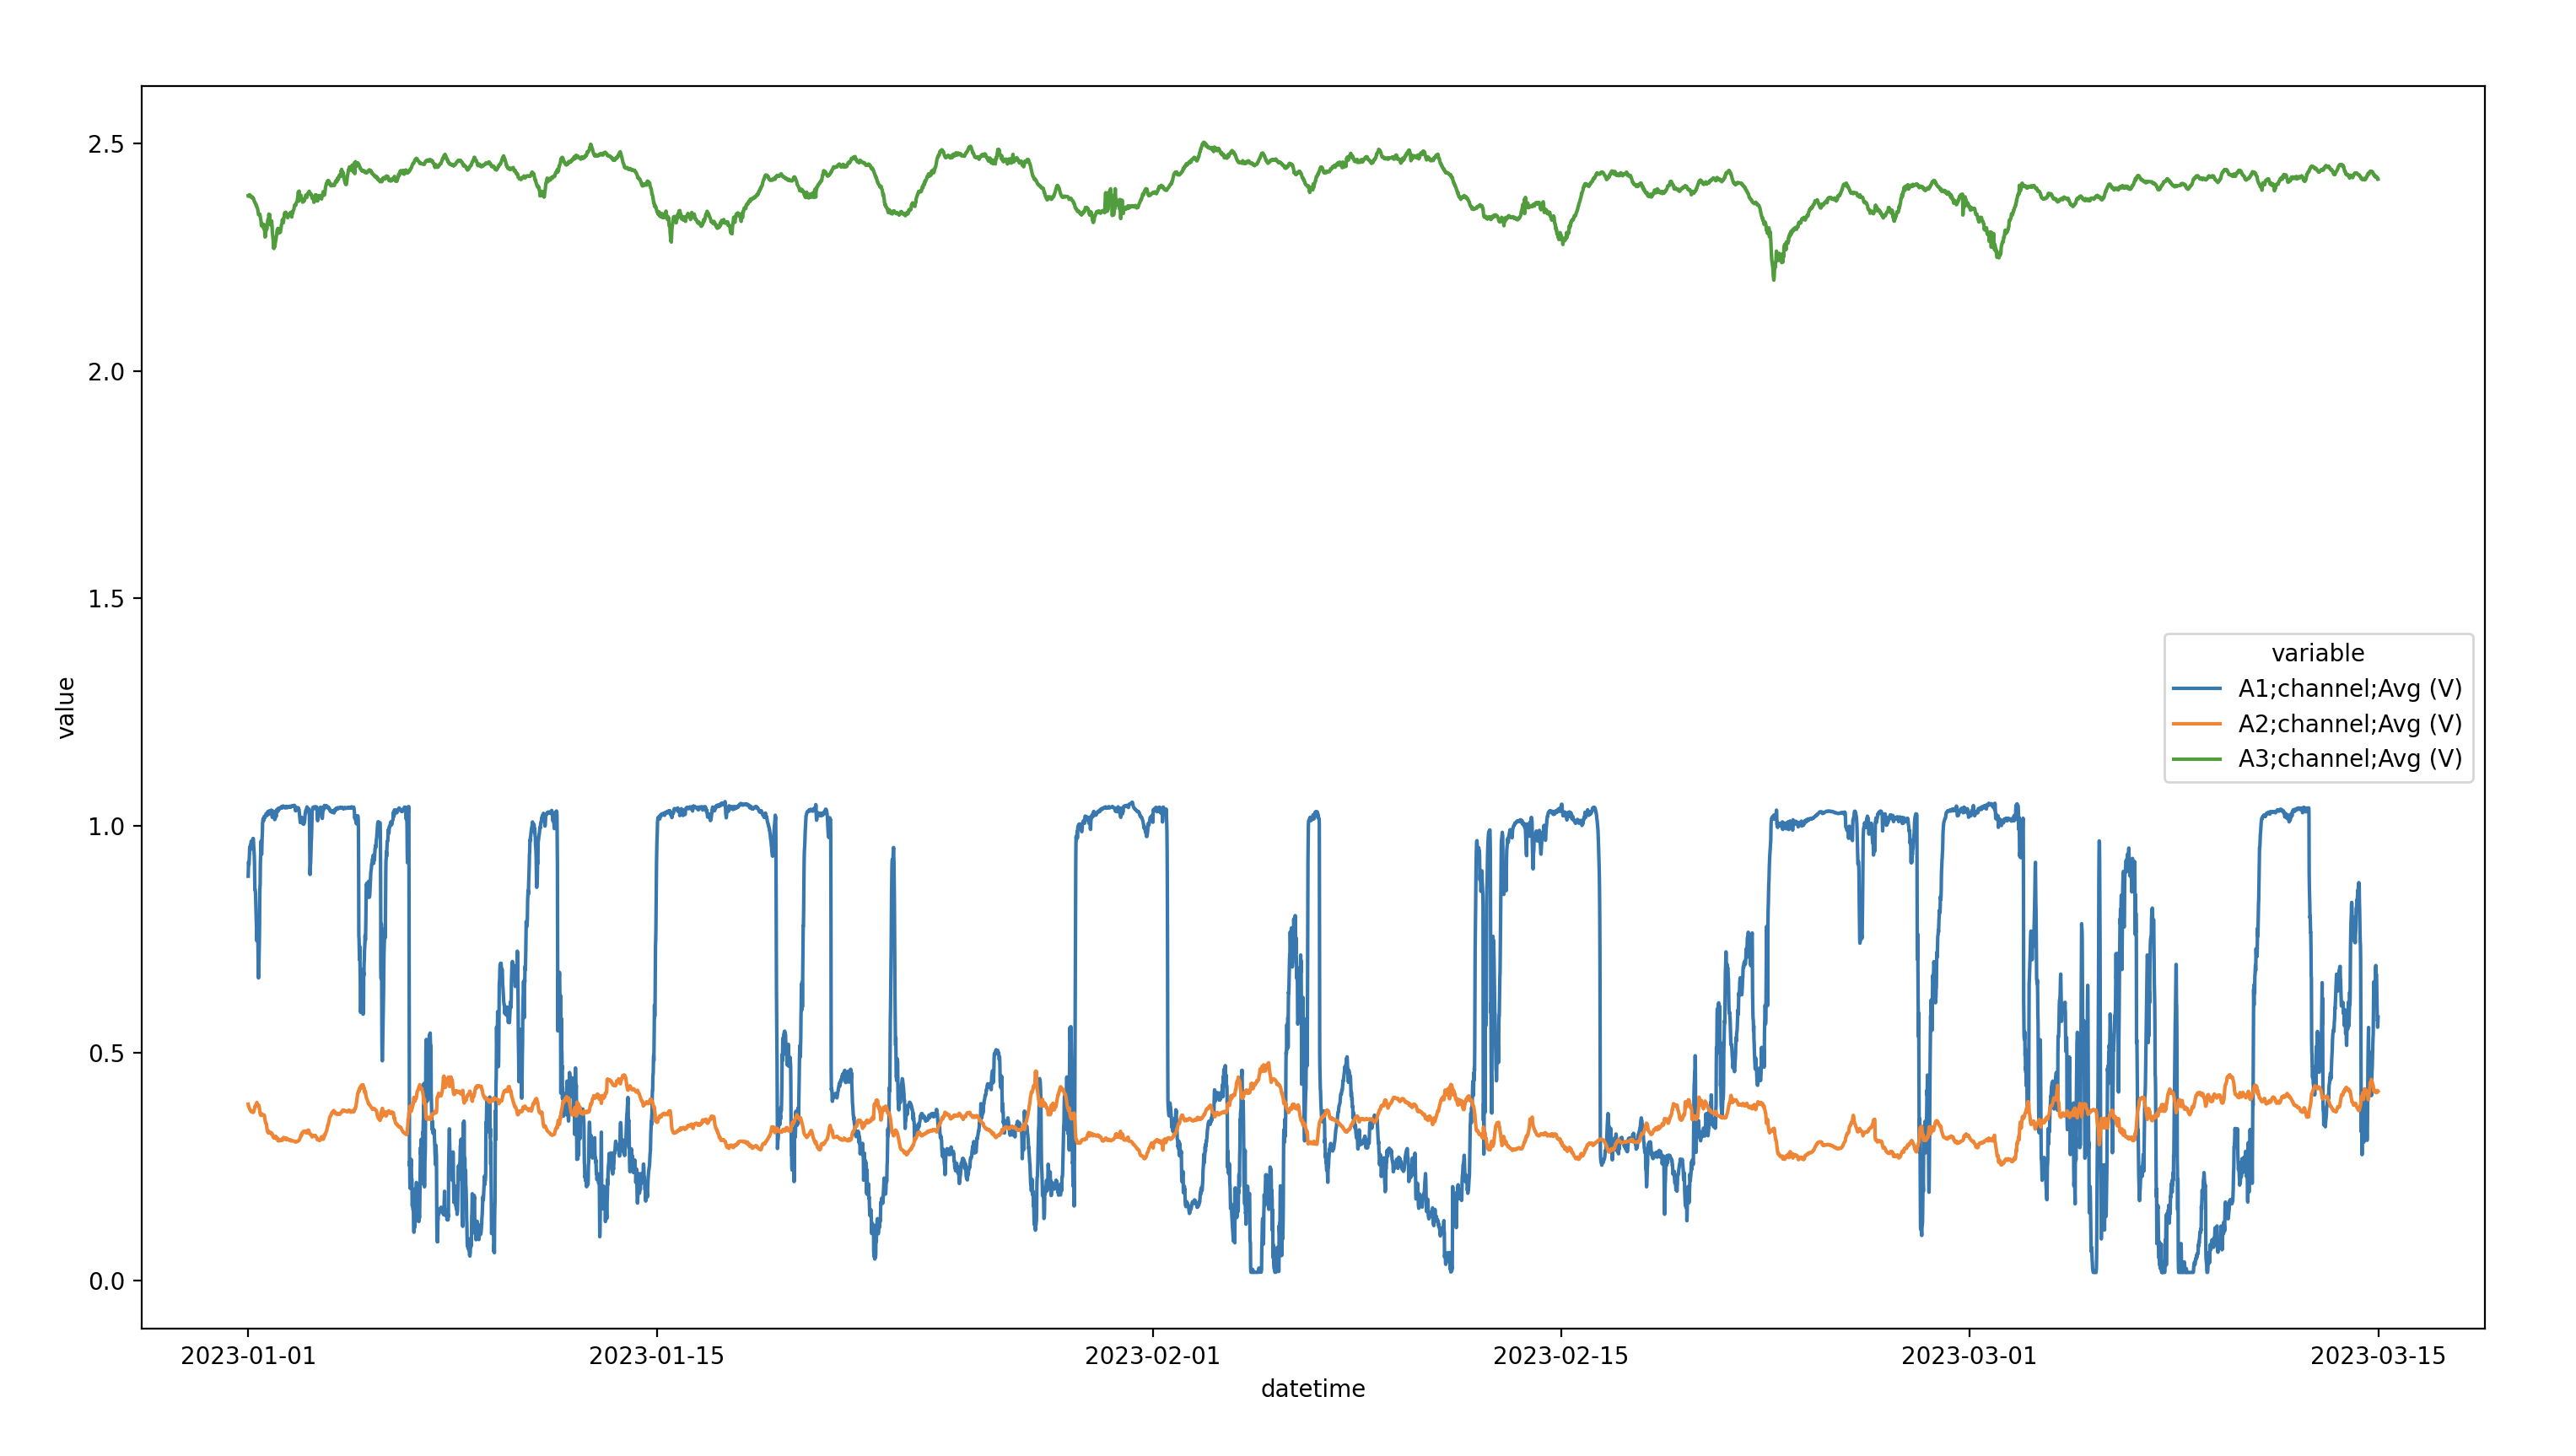 2.5
2.0
1.5
1.0
0.5
0.0
value
variable
A1;channel;Avg (V)
A2;channel;Avg (V)
A3;channel;Avg (V)
2023-01-01 2023-01-15 2023-02-01 2023-02-15 2023-03-01 2023-03-15
datetime